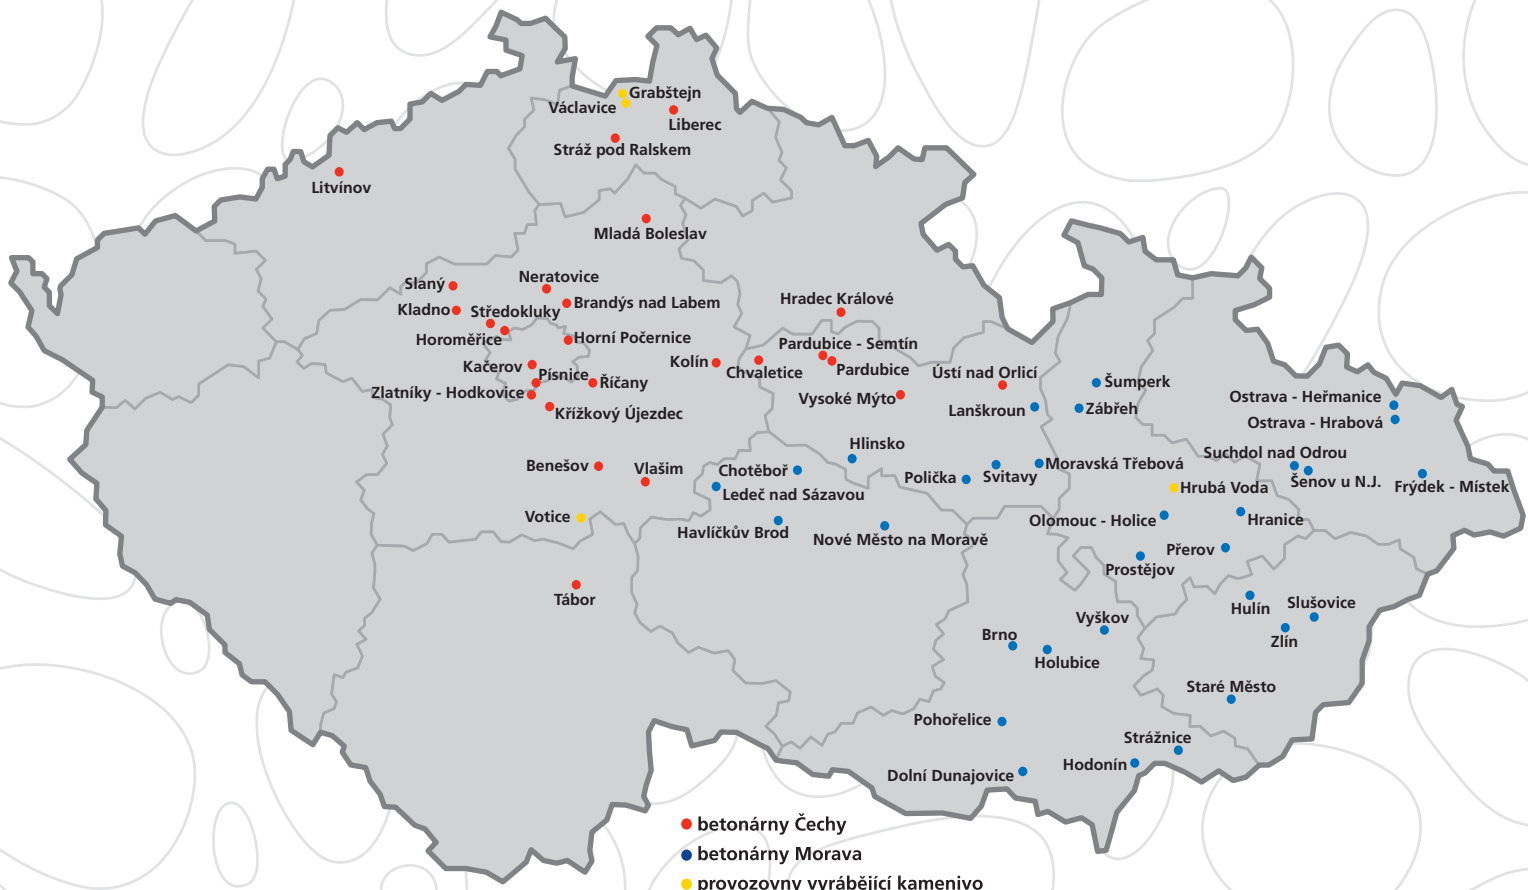 Grabštejn
Václavice
Liberec
Stráž pod Ralskem
Litvínov
Mladá Boleslav
Neratovice
Slaný
Brandýs nad Labem
Hradec Králové
Kladno
Středokluky
Horoměřice
Horní Počernice
Pardubice - Semtín
Kolín
Kačerov
Chvaletice
Pardubice
Ústí nad Orlicí
Písnice
Říčany
Šumperk
Zlatníky - Hodkovice
Vysoké Mýto
Ostrava - Heřmanice
Křížkový Újezdec
Lanškroun
Zábřeh
Ostrava - Hrabová
Hlinsko
Suchdol nad Odrou
Benešov
Vlašim
Chotěboř
Moravská Třebová
Polička
Svitavy
Šenov u N.J.
Frýdek - Místek
Ledeč nad Sázavou
Hrubá Voda
Votice
Olomouc - Holice
Hranice
Havlíčkův Brod
Nové Město na Moravě
Přerov
Prostějov
Tábor
Hulín
Slušovice
Vyškov
Brno
Zlín
Holubice
Staré Město
Pohořelice
Strážnice
Hodonín
Dolní Dunajovice
betonárny Čechy
betonárny Morava
provozovny vyrábějící kamenivo